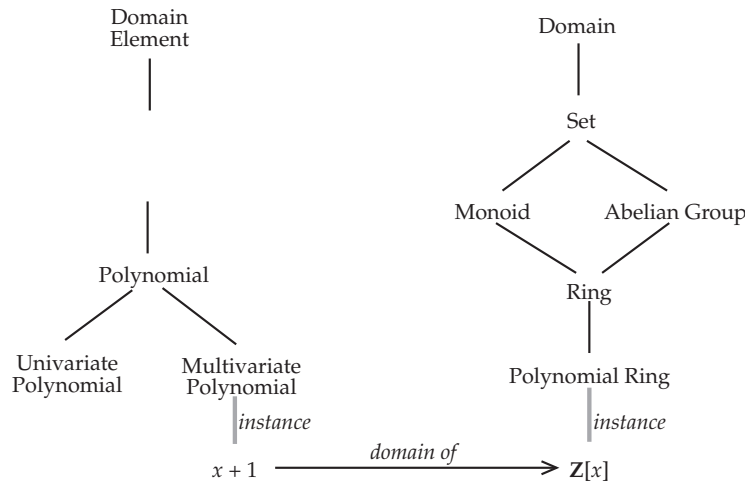 Domain
Element
Polynomial
Univariate
Polynomial
Multivariate
Polynomial
instance
x + 1
domain of
Domain
Set
Monoid
Abelian Group
Ring
Polynomial Ring
instance
Z[x]